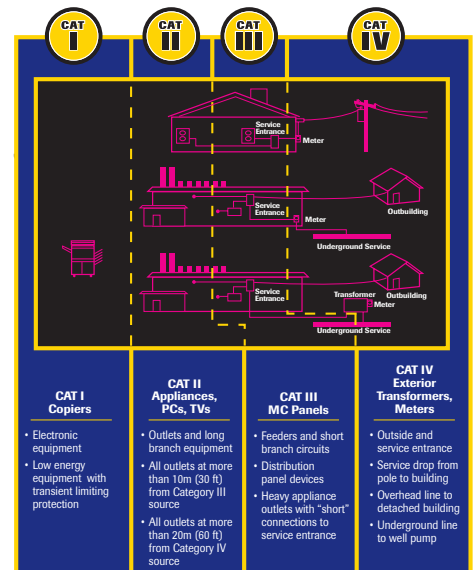 CAT
I
CAT
II
CAT
III
CAT
IV
Service
Entrance
Meter
Service
Entrance
Meter
Outbuilding
Underground Service
Service
Entrance
Transformer
Meter
Outbuilding
Underground Service
CAT I
Copiers
• Electronic
equipment
• Low energy
equipment with
transient limiting
protection
CAT II
Appliances,
PCs, TVs
• Outlets and long
branch equipment
• All outlets at more
than 10m (30 ft)
from Category III
source
• All outlets at more
than 20m (60 ft)
from Category IV
source
CAT III
MC Panels
• Feeders and short
branch circuits
• Distribution
panel devices
• Heavy appliance
outlets with “short”
connections to
service entrance
CAT IV
Exterior
Transformers,
Meters
• Outside and
service entrance
• Service drop from
pole to building
• Overhead line to
detached building
• Underground line
to well pump